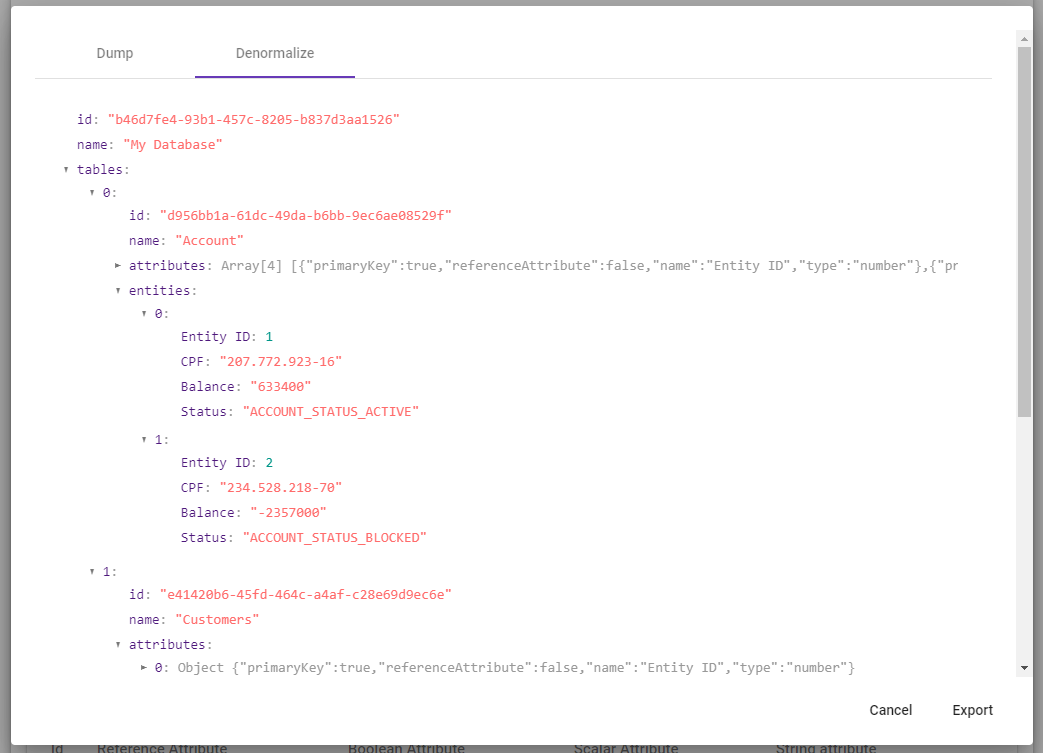 Dump Denormalize
id: "b46d7fe4-93b1-457c-8205-b837d3aa1526"
name: "My Database"
tables:
0:
id: "d956bb1a-61dc-49da-b6bb-9ec6ae08529f"
name: "Account"
attributes: Array[4] [{"primaryKey":true,"referenceAttribute":false,"name":"Entity ID","type":"number"},{"pr
entities:
0:
Entity ID: 1
CPF: "207.772.923-16"
Balance: "633400"
Status: "ACCOUNT_STATUS_ACTIVE"
1:
Entity ID: 2
CPF: "234.528.218-70"
Balance: "-2357000"
Status: "ACCOUNT_STATUS_BLOCKED"
1:
id: "e41420b6-45fd-464c-a4af-c28e69d9ec6e"
name: "Customers"
attributes:
0: Object {"primaryKey":true,"referenceAttribute":false,"name":"Entity ID","type":"number"}
Cancel Export
Id Reference Attribute Boolean Attribute Scalar Attribute String attribute